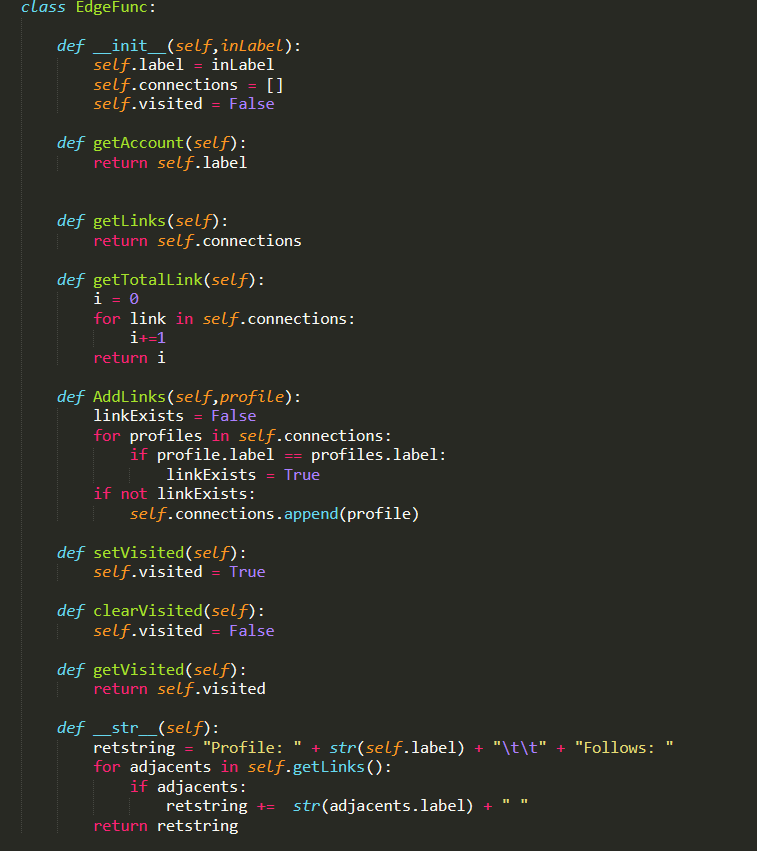 class EdgeFunc:

    def __init__(self,inLabel):
        self.label = inLabel
        self.connections = []
        self.visited = False

    def getAccount(self):
        return self.label


    def getLinks(self):
        return self.connections

    def getTotalLink(self):
        i = 0
        for link in self.connections:
            i+=1
        return i

    def AddLinks(self,profile):
        linkExists = False
        for profiles in self.connections:
            if profile.label == profiles.label:
                linkExists = True
        if not linkExists:
            self.connections.append(profile)

    def setVisited(self):
        self.visited = True

    def clearVisited(self):
        self.visited = False

    def getVisited(self):
        return self.visited

    def __str__(self):
        retstring = "Profile: " + str(self.label) + "\t\t" + "Follows: "
        for adjacents in self.getLinks():
            if adjacents:
                retstring +=  str(adjacents.label) + " "
        return retstring